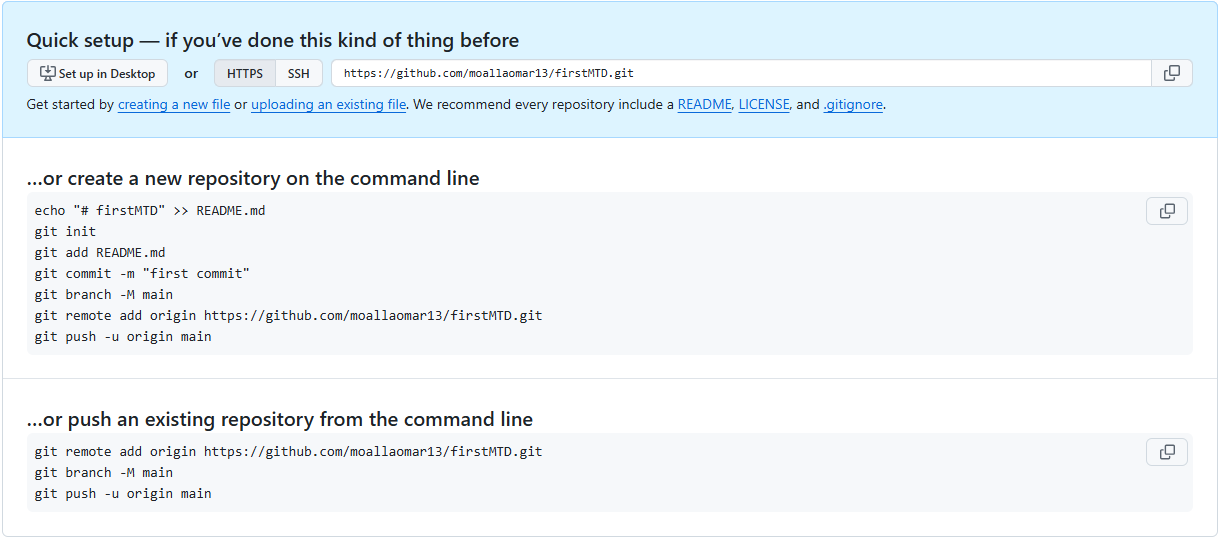 Quick setup — if you’ve done this kind of thing before
Set up in Desktop or HTTPS SSH https://github.com/moallaomar13/firstMTD.git
Get started by creating a new file or uploading an existing file. We recommend every repository include a README, LICENSE, and .gitignore.
…or create a new repository on the command line
echo "# firstMTD" >> README.md
git init
git add README.md
git commit -m "first commit"
git branch -M main
git remote add origin https://github.com/moallaomar13/firstMTD.git
git push -u origin main
…or push an existing repository from the command line
git remote add origin https://github.com/moallaomar13/firstMTD.git
git branch -M main
git push -u origin main